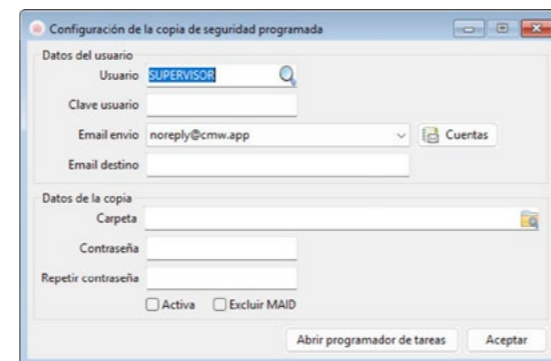 Configuración de la copia de seguridad programada
Datos del usuario
Usuario SUPERVISOR
Clave usuario
Email envio noreply@cmw.app Cuentas
Email destino
Datos de la copia
Carpeta
Contraseña
Repetir contraseña
Activa Excluir MAID
Abrir programador de tareas Aceptar